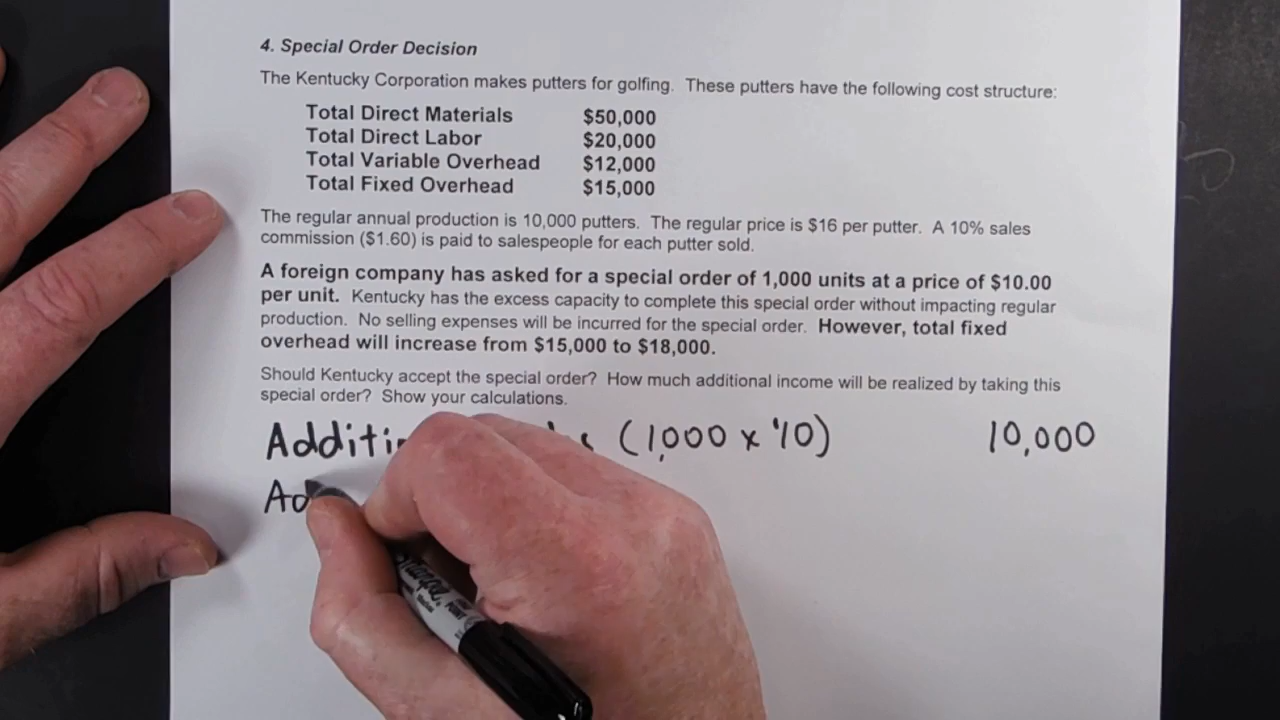 4. Special Order Decision
The Kentucky Corporation makes putters for golfing. These putters have the following cost structure:
Total Direct Materials $50,000
Total Direct Labor $20,000
Total Variable Overhead $12,000
Total Fixed Overhead $15,000
The regular annual production is 10,000 putters. The regular price is $16 per putter. A 10% sales
commission ($1.60) is paid to salespeople for each putter sold.
A foreign company has asked for a special order of 1,000 units at a price of $10.00
per unit. Kentucky has the excess capacity to complete this special order without impacting regular
production. No selling expenses will be incurred for the special order. However, total fixed
overhead will increase from $15,000 to $18,000.
Should Kentucky accept the special order? How much additional income will be realized by taking this
special order? Show your calculations.
(1,000 x $10) 10,000